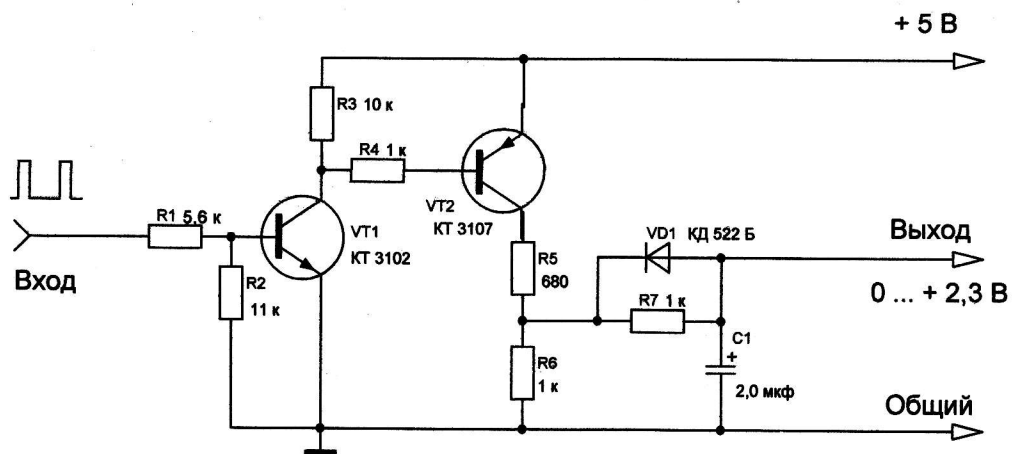 + 5 В
R3 10 к
R4 1 к
R1 5,6 к
VT1
КТ 3102
VT2
КТ 3107
Вход
R2
11 к
R5
680
VD1 КД 522 Б
Выход
0 ... + 2,3 В
R7 1 к
C1
+
2,0 мкф
R6
1 к
Общий